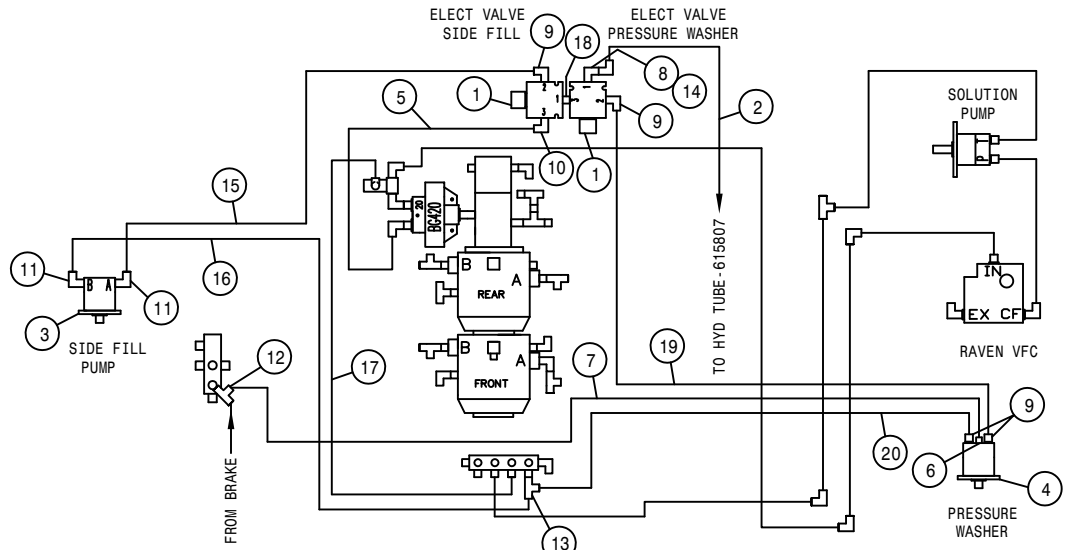 ELECT VALVE
SIDE FILL
9
18
ELECT VALVE
PRESSURE WASHER
8
14
1
2
1
3
1
3
2
9
1
10
5
2
SOLUTION
PUMP
T
P
15
16
11
B A
11
3
SIDE FILL
PUMP
20
BG420
B
A
REAR
B
A
FRONT
TO HYD TUBE-615807
IN
EX CF
RAVEN VFC
12
17
7
19
20
9
6
4
PRESSURE
WASHER
FROM BRAKE
13